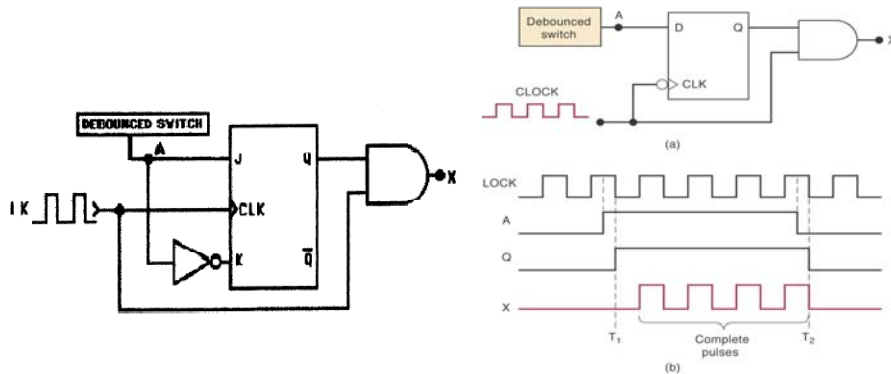 DEBOUNCED SWITCH
A
J
Q
X
1K
CLK
K
Q
Debounced
switch
A
D
Q
X
CLK
CLOCK
(a)
LOCK
A
Q
X
T1
Complete
pulses
T2
(b)